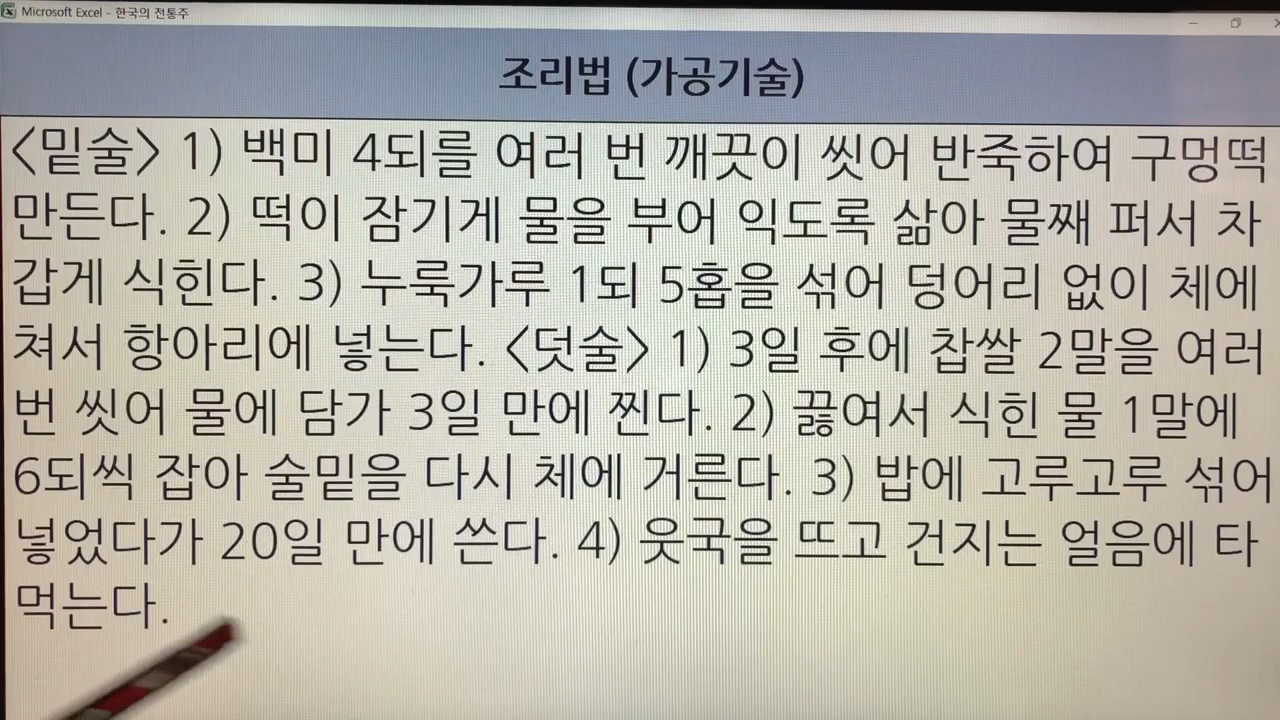 Microsoft Excel - 한국의 전통주
조리법 (가공기술)
<밑술> 1) 백미 4되를 여러 번 깨끗이 씻어 반죽하여 구멍떡
만든다. 2) 떡이 잠기게 물을 부어 익도록 삶아 물째 퍼서 차
갑게 식힌다. 3) 누룩가루 1되 5홉을 섞어 덩어리 없이 체에
쳐서 항아리에 넣는다. <덧술> 1) 3일 후에 찹쌀 2말을 여러
번 씻어 물에 담가 3일 만에 찐다. 2) 끓여서 식힌 물 1말에
6되씩 잡아 술밑을 다시 체에 거른다. 3) 밥에 고루고루 섞어
넣었다가 20일 만에 쓴다. 4) 웃국을 뜨고 건지는 얼음에 타
먹는다.